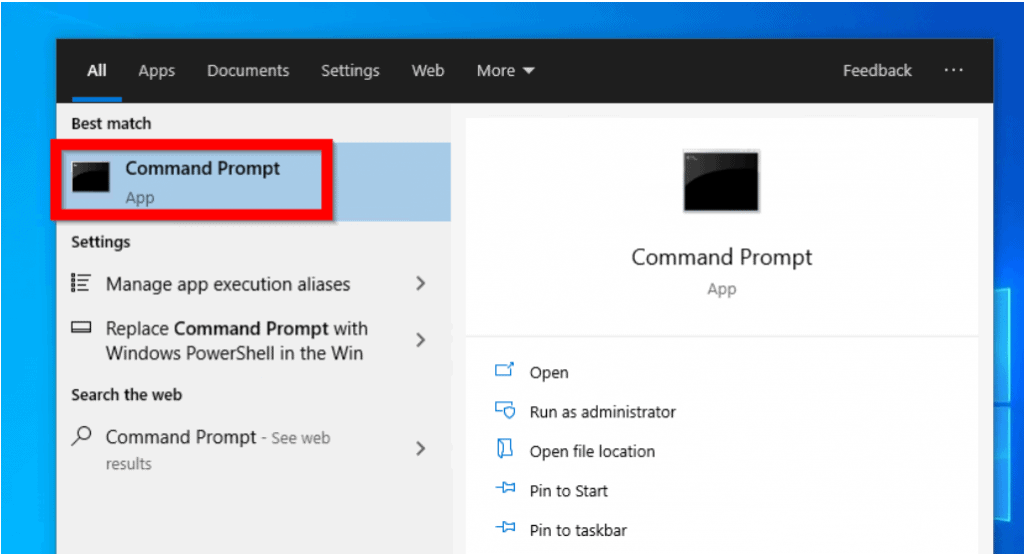 All Apps Documents Settings Web More Feedback ...
Best match
Command Prompt
App
Settings
Manage app execution aliases
Replace Command Prompt with
Windows PowerShell in the Win
Search the web
Command Prompt - See web
results
Command Prompt
App
Open
Run as administrator
Open file location
Pin to Start
Pin to taskbar